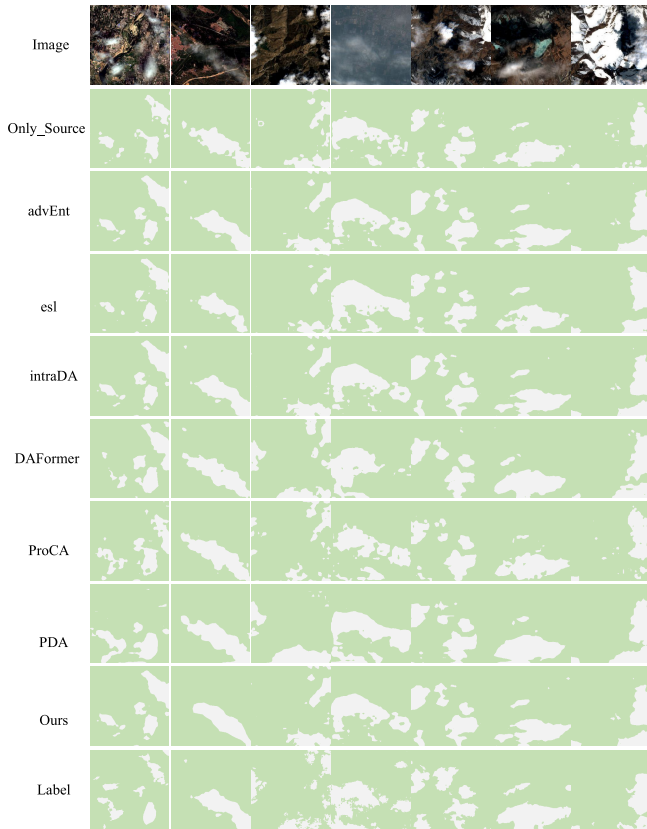 Image
Only_Source
advEnt
esl
intraDA
DAFormer
ProCA
PDA
Ours
Label